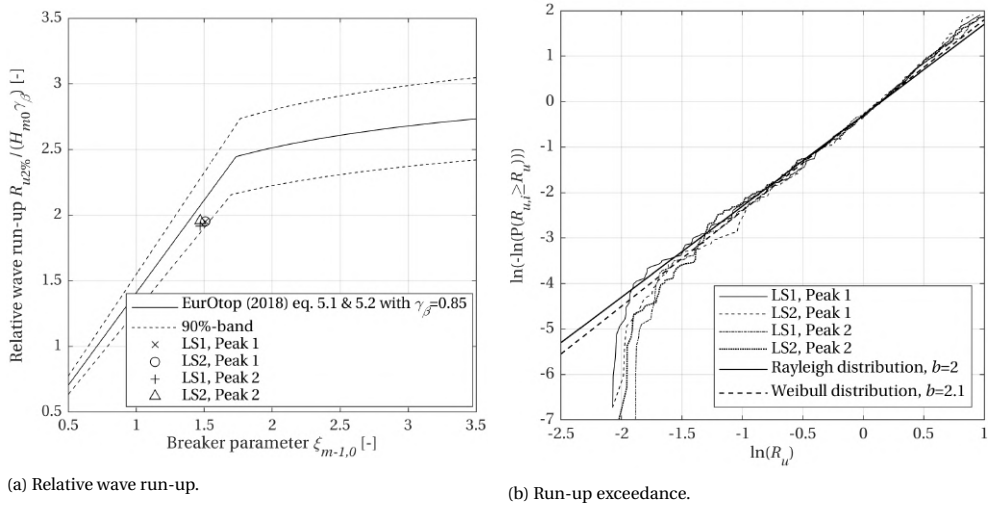 3.5
3
2.5
2
1.5
1
0.5
Relative wave run-up R_{u2%}/(H_{m0}γ_β) [-]
EurOtop (2018) eq. 5.1 & 5.2 with γ_β=0.85
90%-band
LS1, Peak 1
LS2, Peak 1
LS1, Peak 2
LS2, Peak 2
0.5 1 1.5 2 2.5 3 3.5
Breaker parameter ξ_{m-1,0} [-]
(a) Relative wave run-up.
2
1
0
-1
-2
-3
-4
-5
-6
-7
ln(-ln(P(R_{u,i}≥R_u)))
LS1, Peak 1
LS2, Peak 1
LS1, Peak 2
LS2, Peak 2
Rayleigh distribution, b=2
Weibull distribution, b=2.1
-2.5 -2 -1.5 -1 -0.5 0 0.5 1
ln(R_u)
(b) Run-up exceedance.